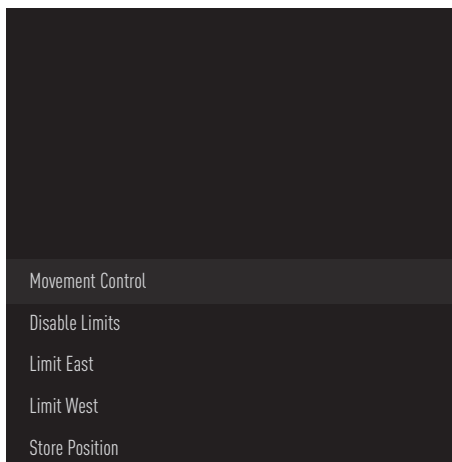 Movement Control
Disable Limits
Limit East
Limit West
Store Position